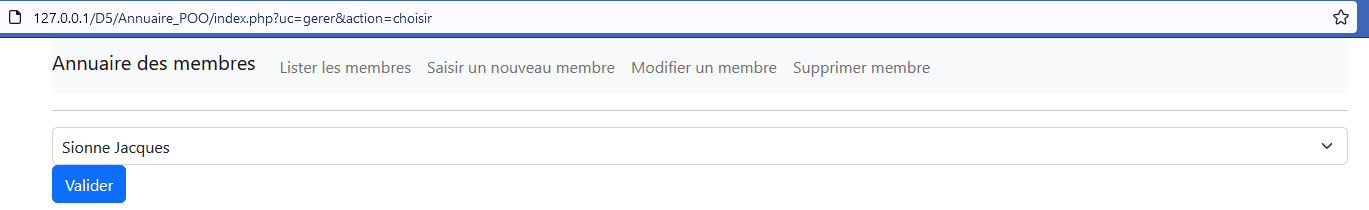 127.0.0.1/D5/Annuaire_POO/index.php?uc=gerer&action=choisir
Annuaire des membres Lister les membres Saisir un nouveau membre Modifier un membre Supprimer membre
Sionne Jacques
Valider